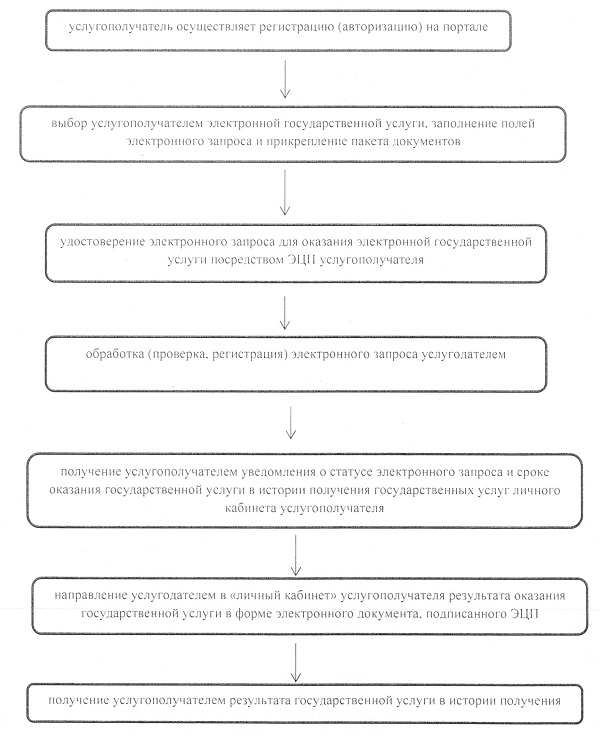 услугополучатель осуществляет регистрацию (авторизацию) на портале
выбор услугополучателем электронной государственной услуги, заполнение полей
электронного запроса и прикрепление пакета документов
удостоверение электронного запроса для оказания электронной государственной
услуги посредством ЭЦП услугополучателя
обработка (проверка, регистрация) электронного запроса услугодателем
получение услугополучателем уведомления о статусе электронного запроса и сроке
оказания государственной услуги в истории получения государственных услуг личного
кабинета услугополучателя
направление услугодателем в «личный кабинет» услугополучателя результата оказания
государственной услуги в форме электронного документа, подписанного ЭЦП
получение услугополучателем результата государственной услуги в истории получения